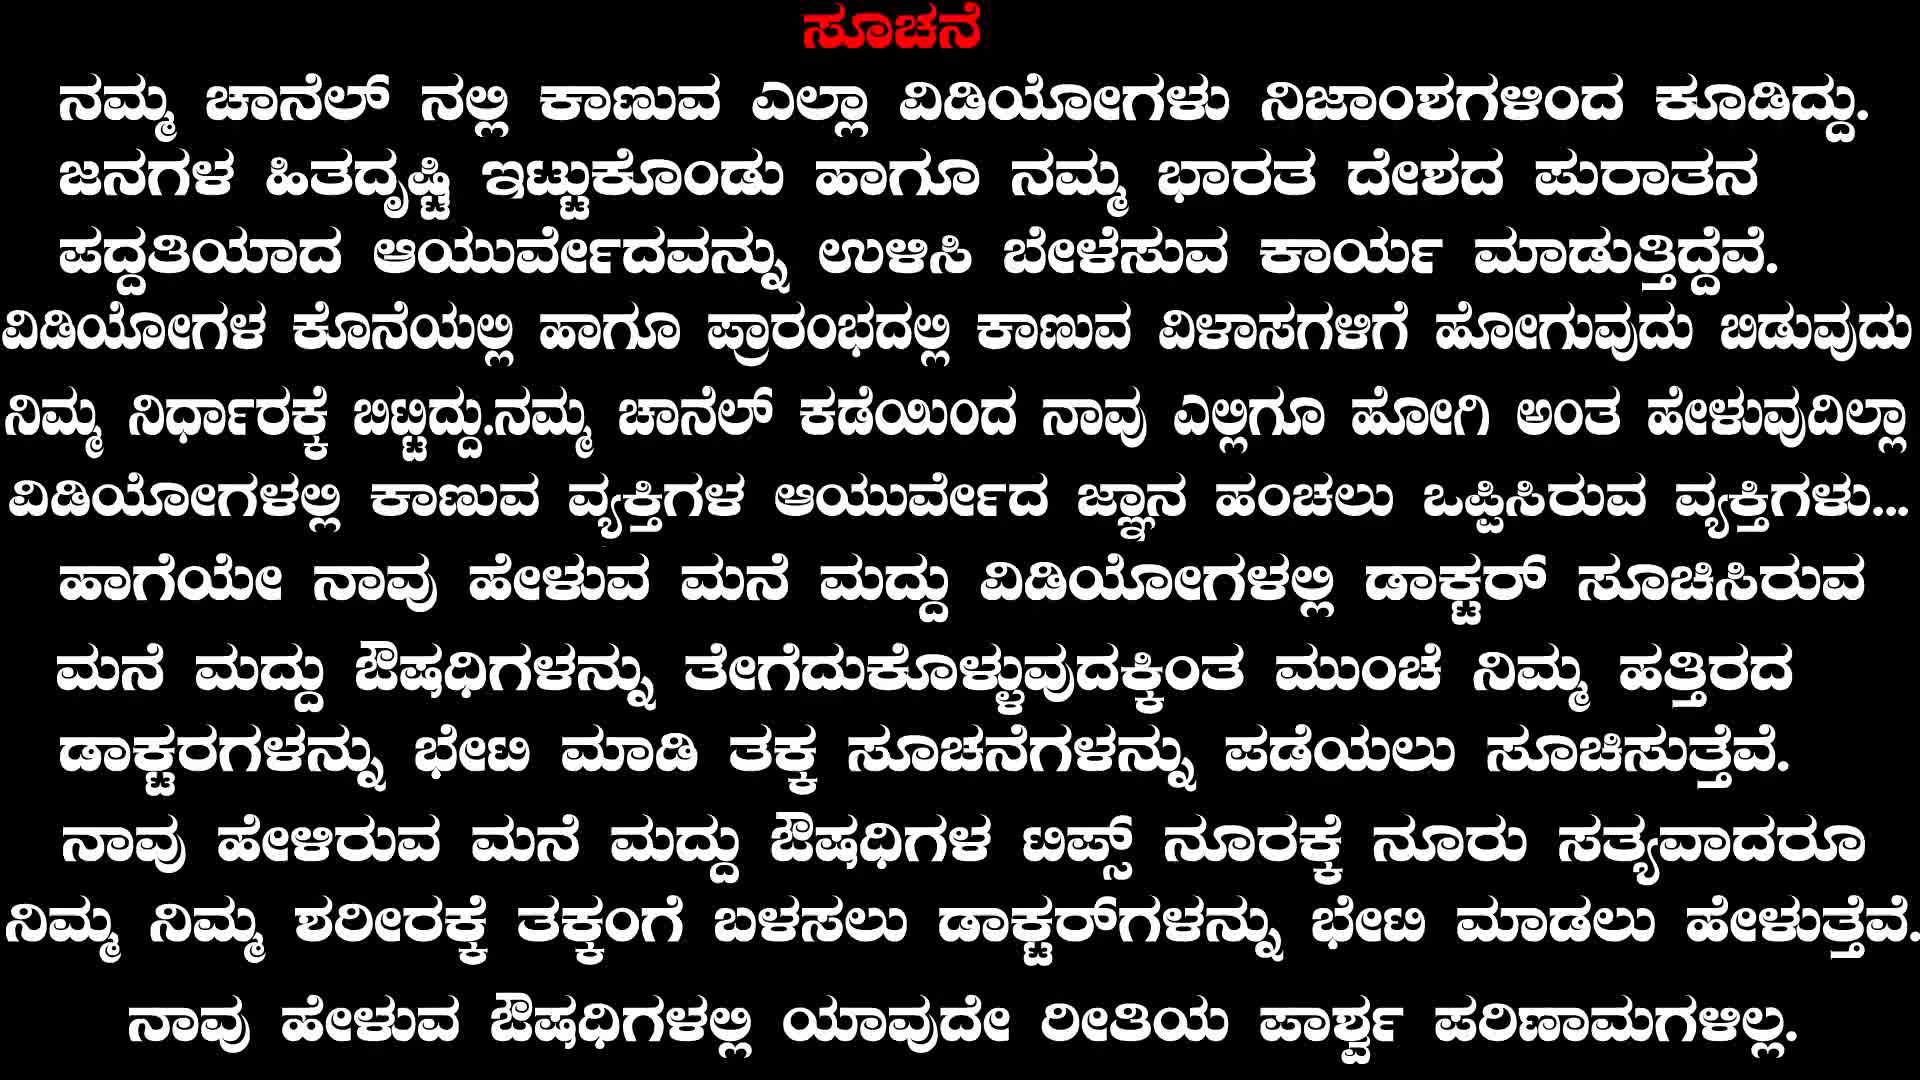 ಸೂಚನೆ
ನಮ್ಮ ಚಾನೆಲ್ ನಲ್ಲಿ ಕಾಣುವ ಎಲ್ಲಾ ವಿಡಿಯೋಗಳು ನಿಜಾಂಶಗಳಿಂದ ಕೂಡಿದ್ದು.
ಜನಗಳ ಹಿತದೃಷ್ಟಿ ಇಟ್ಟುಕೊಂಡು ಹಾಗೂ ನಮ್ಮ ಭಾರತ ದೇಶದ ಪುರಾತನ
ಪದ್ದತಿಯಾದ ಆಯುರ್ವೇದವನ್ನು ಉಳಿಸಿ ಬೇಳೆಸುವ ಕಾರ್ಯ ಮಾಡುತ್ತಿದ್ದೆವೆ.
ವಿಡಿಯೋಗಳ ಕೊನೆಯಲ್ಲಿ ಹಾಗೂ ಪ್ರಾರಂಭದಲ್ಲಿ ಕಾಣುವ ವಿಳಾಸಗಳಿಗೆ ಹೋಗುವುದು ಬಿಡುವುದು
ನಿಮ್ಮ ನಿರ್ಧಾರಕ್ಕೆ ಬಿಟ್ಟಿದ್ದು.ನಮ್ಮ ಚಾನೆಲ್ ಕಡೆಯಿಂದ ನಾವು ಎಲ್ಲಿಗೂ ಹೋಗಿ ಅಂತ ಹೇಳುವುದಿಲ್ಲಾ
ವಿಡಿಯೋಗಳಲ್ಲಿ ಕಾಣುವ ವ್ಯಕ್ತಿಗಳ ಆಯುರ್ವೇದ ಜ್ಞಾನ ಹಂಚಲು ಒಪ್ಪಿಸಿರುವ ವ್ಯಕ್ತಿಗಳು...
ಹಾಗೆಯೇ ನಾವು ಹೇಳುವ ಮನೆ ಮದ್ದು ವಿಡಿಯೋಗಳಲ್ಲಿ ಡಾಕ್ಟರ್ ಸೂಚಿಸಿರುವ
ಮನೆ ಮದ್ದು ಔಷಧಿಗಳನ್ನು ತೇಗೆದುಕೊಳ್ಳುವುದಕ್ಕಿಂತ ಮುಂಚೆ ನಿಮ್ಮ ಹತ್ತಿರದ
ಡಾಕ್ಟರಗಳನ್ನು ಭೇಟಿ ಮಾಡಿ ತಕ್ಕ ಸೂಚನೆಗಳನ್ನು ಪಡೆಯಲು ಸೂಚಿಸುತ್ತೆವೆ.
ನಾವು ಹೇಳಿರುವ ಮನೆ ಮದ್ದು ಔಷಧಿಗಳ ಟಿಪ್ಸ್ ನೂರಕ್ಕೆ ನೂರು ಸತ್ಯವಾದರೂ
ನಿಮ್ಮ ನಿಮ್ಮ ಶರೀರಕ್ಕೆ ತಕ್ಕಂಗೆ ಬಳಸಲು ಡಾಕ್ಟರ್‌ಗಳನ್ನು ಭೇಟಿ ಮಾಡಲು ಹೇಳುತ್ತೆವೆ.
ನಾವು ಹೇಳುವ ಔಷಧಿಗಳಲ್ಲಿ ಯಾವುದೇ ರೀತಿಯ ಪಾರ್ಶ್ವ ಪರಿಣಾಮಗಳಿಲ್ಲ.